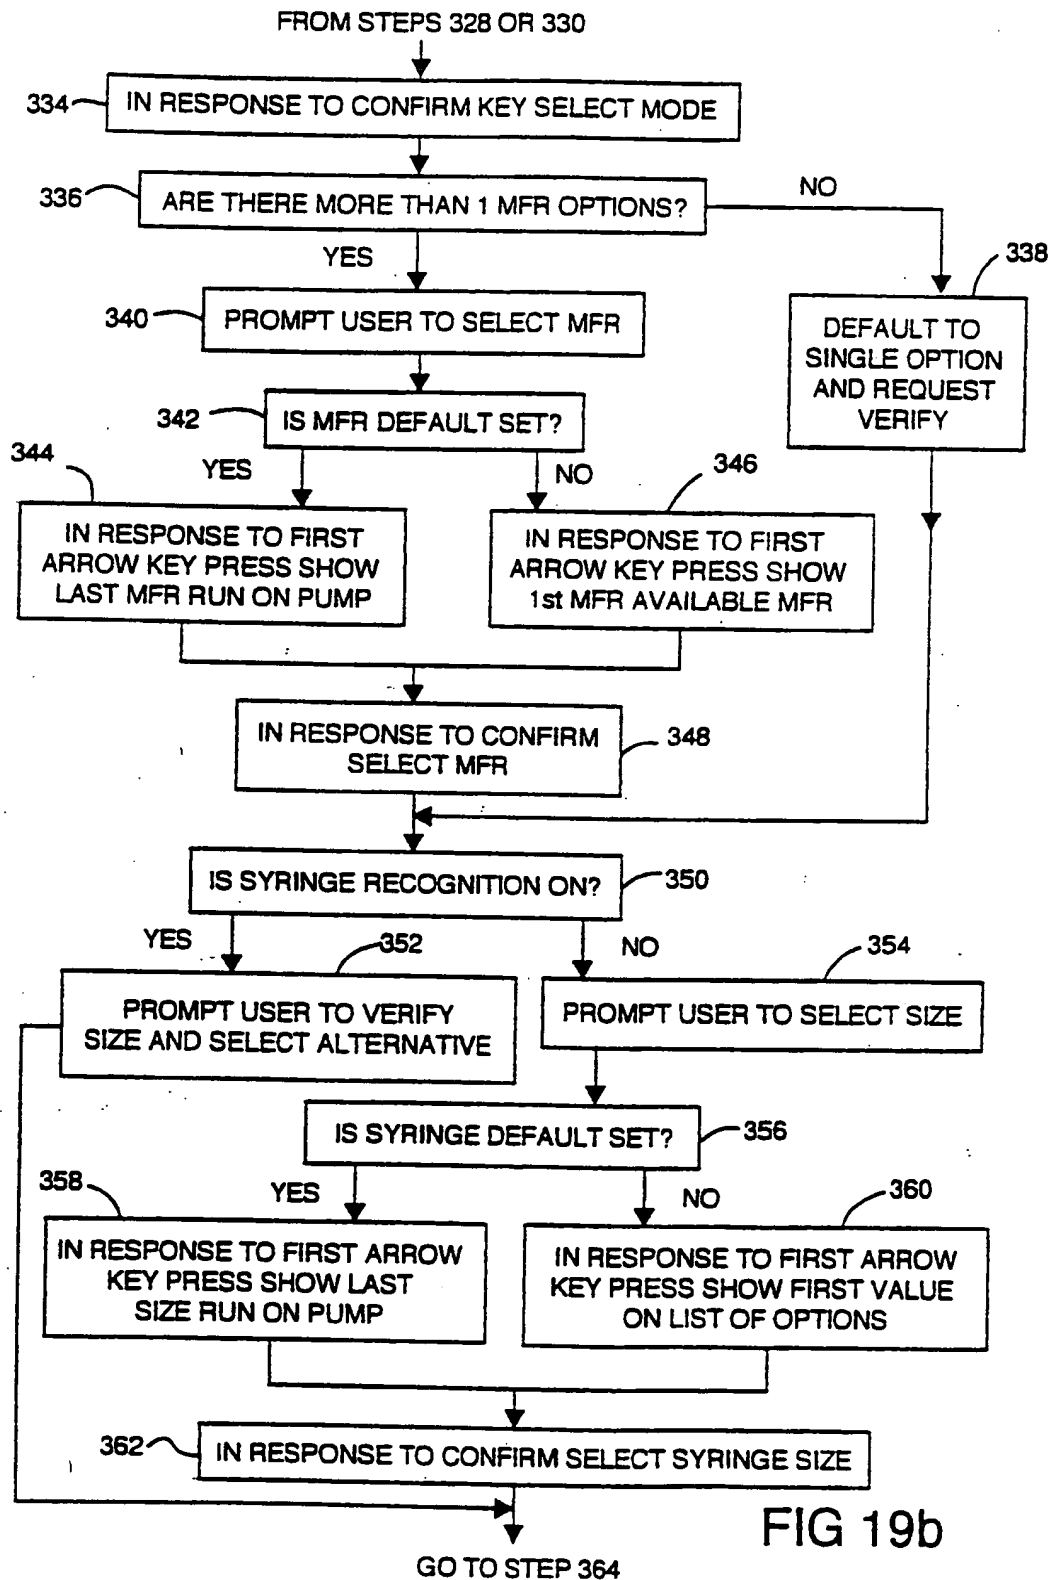 FROM STEPS 328 OR 330
334
IN RESPONSE TO CONFIRM KEY SELECT MODE
336
ARE THERE MORE THAN 1 MFR OPTIONS?
NO
YES
338
340
PROMPT USER TO SELECT MFR
DEFAULT TO
SINGLE OPTION
AND REQUEST
VERIFY
342
IS MFR DEFAULT SET?
344
YES
NO
346
IN RESPONSE TO FIRST
ARROW KEY PRESS SHOW
LAST MFR RUN ON PUMP
IN RESPONSE TO FIRST
ARROW KEY PRESS SHOW
1st MFR AVAILABLE MFR
IN RESPONSE TO CONFIRM
SELECT MFR
348
IS SYRINGE RECOGNITION ON?
350
YES
352
NO
354
PROMPT USER TO VERIFY
SIZE AND SELECT ALTERNATIVE
PROMPT USER TO SELECT SIZE
IS SYRINGE DEFAULT SET?
356
358
YES
NO
360
IN RESPONSE TO FIRST ARROW
KEY PRESS SHOW LAST
SIZE RUN ON PUMP
IN RESPONSE TO FIRST ARROW
KEY PRESS SHOW FIRST VALUE
ON LIST OF OPTIONS
362
IN RESPONSE TO CONFIRM SELECT SYRINGE SIZE
FIG 19b
GO TO STEP 364